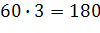 60·3 = 180